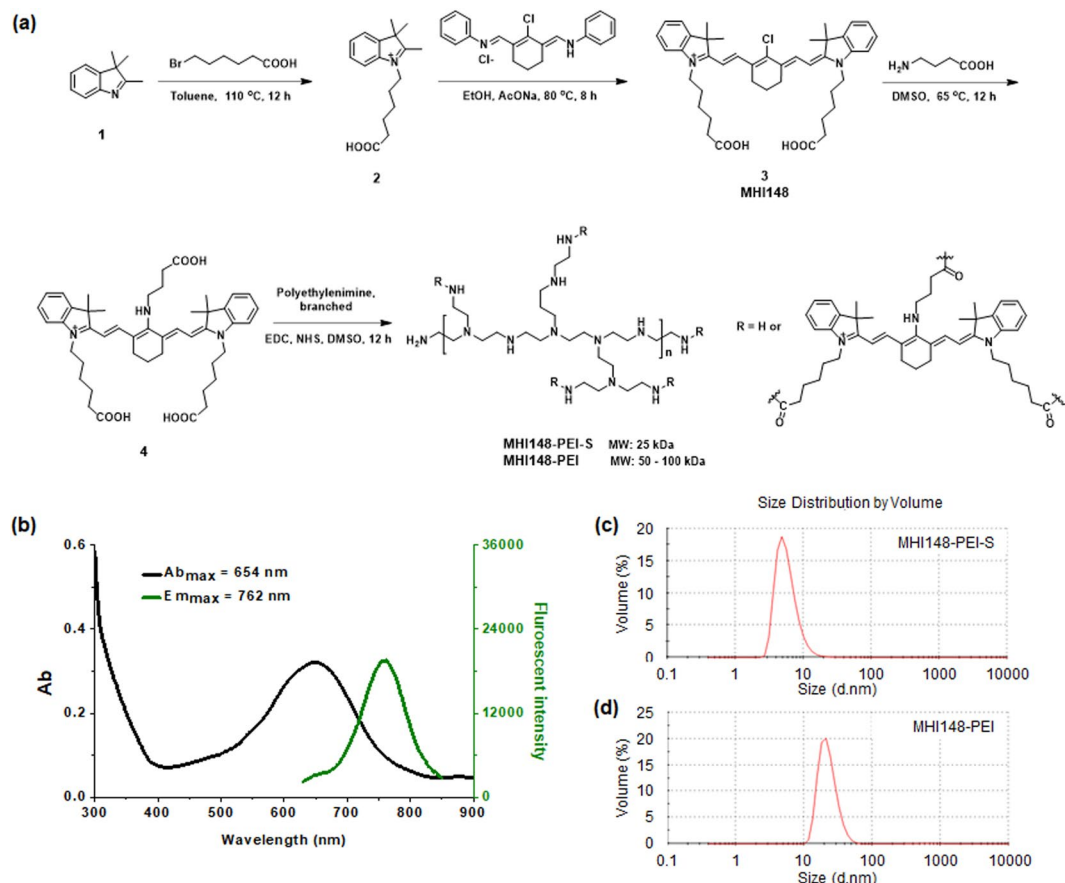 (a)
Br
COOH
Toluene, 110 °C, 12 h
N
1
N+
HOOC
2
Cl
N
Cl-
N
H
EtOH, AcONa, 80 °C, 8 h
Cl
N+
N
COOH
HOOC
3
MHI148
H2N
COOH
DMSO, 65 °C, 12 h
COOH
HN
N+
N
COOH
HOOC
4
Polyethylenimine,
branched
EDC, NHS, DMSO, 12 h
R
HN
R
HN
NH
H2N
N
N
H
N
N
N
H
n
N
H
R
R
N
H
N
N
H
R
MHI148-PEI-S MW: 25 kDa
MHI148-PEI MW: 50 - 100 kDa
R = H or
O
HN
N+
N
O
O
(b)
Ab
0.6
0.4
0.2
0.0
Abmax = 654 nm
Emmax = 762 nm
36000
24000
12000
0
Fluroescent intensity
300 400 500 600 700 800 900
Wavelength (nm)
Size Distribution by Volume
(c)
MHI148-PEI-S
Volume (%)
20
15
10
5
0
0.1 1 10 100 1000 10000
Size (d.nm)
(d)
MHI148-PEI
Volume (%)
25
20
15
10
5
0
0.1 1 10 100 1000 10000
Size (d.nm)